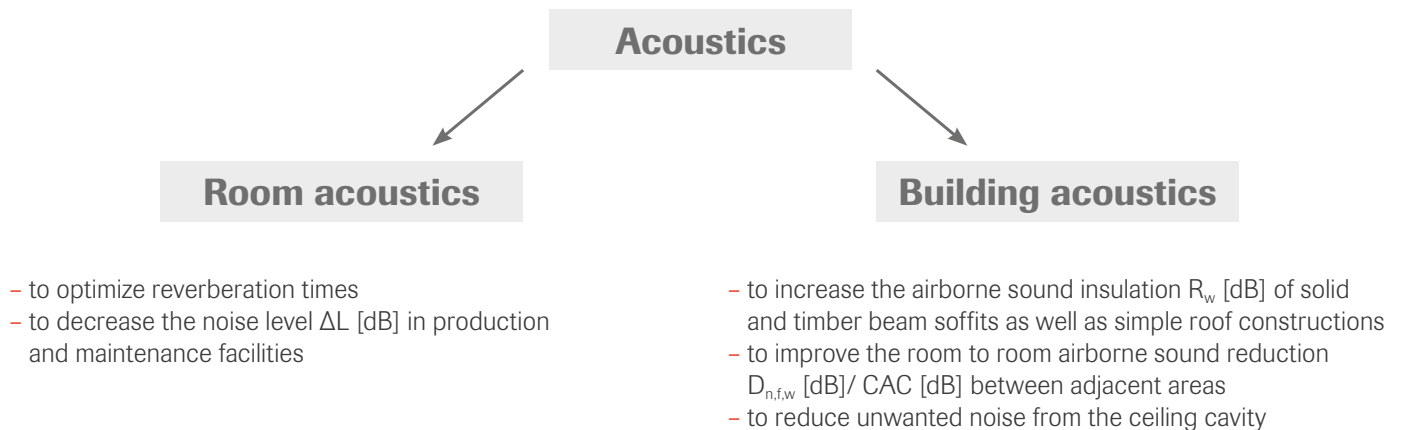 Acoustics
Room acoustics
– to optimize reverberation times
– to decrease the noise level ΔL [dB] in production
and maintenance facilities
Building acoustics
– to increase the airborne sound insulation Rw [dB] of solid
and timber beam soffits as well as simple roof constructions
– to improve the room to room airborne sound reduction
Dn,f,w [dB]/ CAC [dB] between adjacent areas
– to reduce unwanted noise from the ceiling cavity